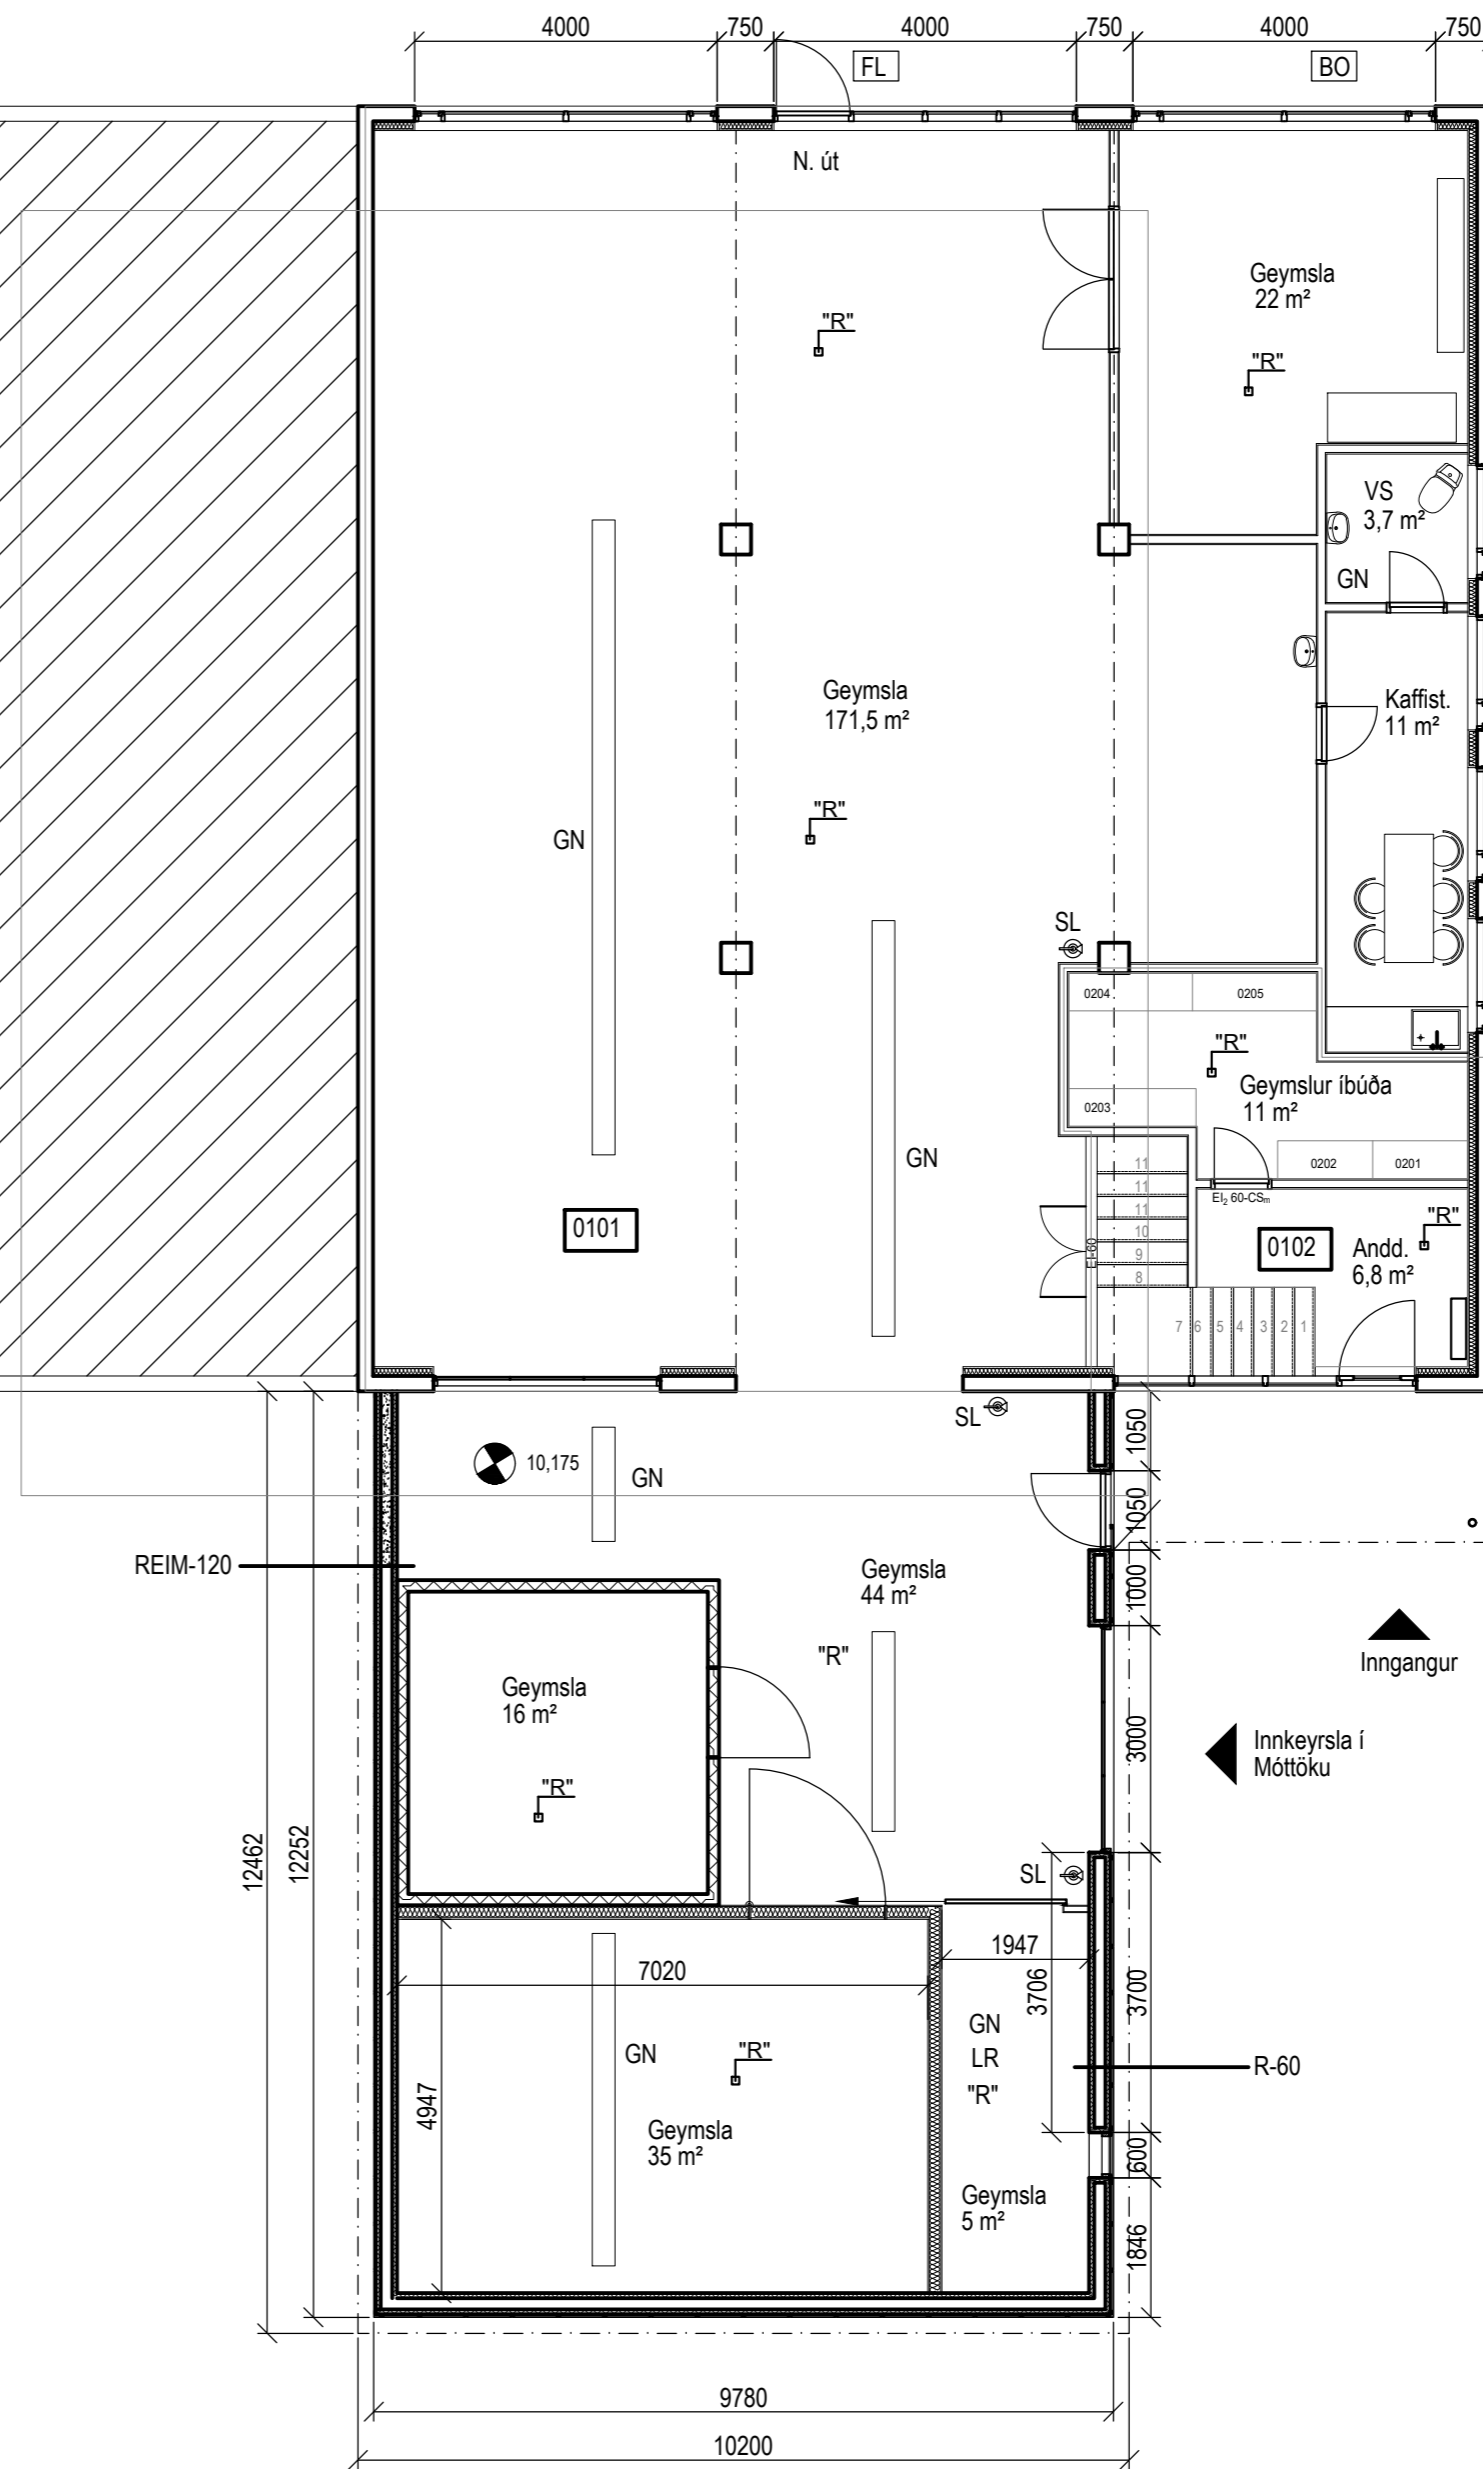 4000 750 4000 750 4000 750
FL
BO
N. út
Geymsla
22 m²
"R"
"R"
VS
3,7 m²
GN
Geymsla
171,5 m²
Kaffist.
11 m²
"R"
GN
SL
0204
0205
"R"
Geymslur íbúða
11 m²
0203
GN
0202
0201
11
11
11
10
9
8
EI₂ 60-CSₘ
EI-60
0101
0102
"R"
Andd.
6,8 m²
7 6 5 4 3 2 1
SL
1050
10,175
GN
1050
REIM-120
Geymsla
44 m²
1000
"R"
Inngangur
Geymsla
16 m²
3000
Innkeyrsla í
Móttöku
"R"
12462
12252
SL
1947
7020
3706
3700
GN
LR
"R"
GN
"R"
R-60
4947
Geymsla
35 m²
600
Geymsla
5 m²
1846
9780
10200